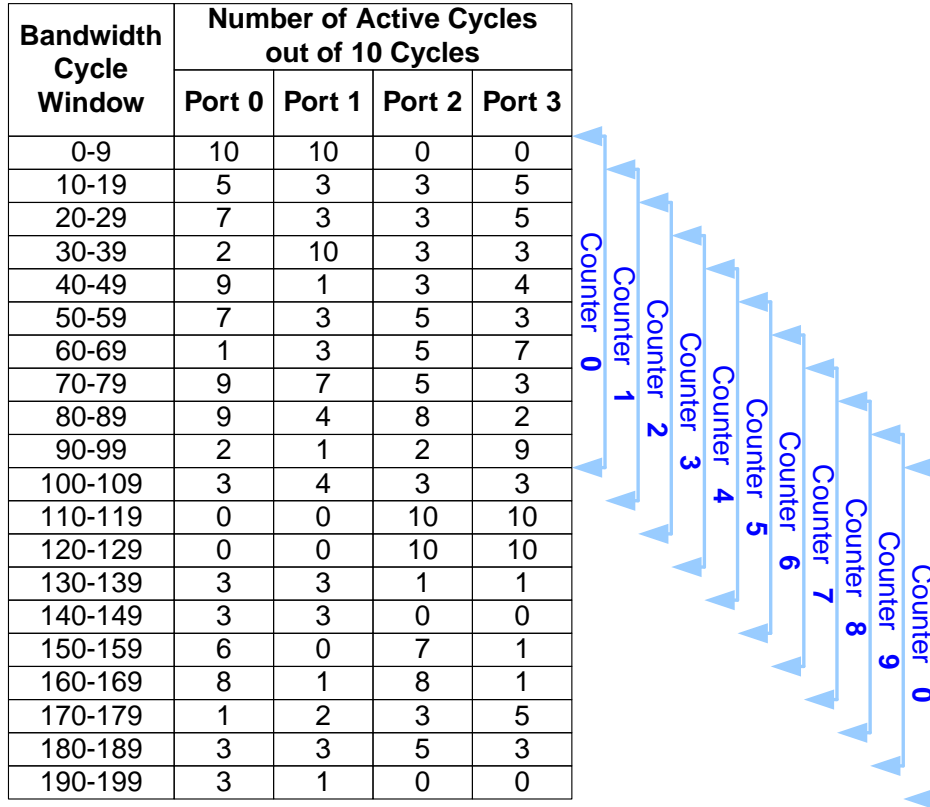 Bandwidth Cycle Window
Number of Active Cycles out of 10 Cycles
Port 0 Port 1 Port 2 Port 3
0-9 10 10 0 0
10-19 5 3 3 5
20-29 7 3 3 5
30-39 2 10 3 3
40-49 9 1 3 4
50-59 7 3 5 3
60-69 1 3 5 7
70-79 9 7 5 3
80-89 9 4 8 2
90-99 2 1 2 9
100-109 3 4 3 3
110-119 0 0 10 10
120-129 0 0 10 10
130-139 3 3 1 1
140-149 3 3 0 0
150-159 6 0 7 1
160-169 8 1 8 1
170-179 1 2 3 5
180-189 3 3 5 3
190-199 3 1 0 0
Counter 0
Counter 1
Counter 2
Counter 3
Counter 4
Counter 5
Counter 6
Counter 7
Counter 8
Counter 9
Counter 0